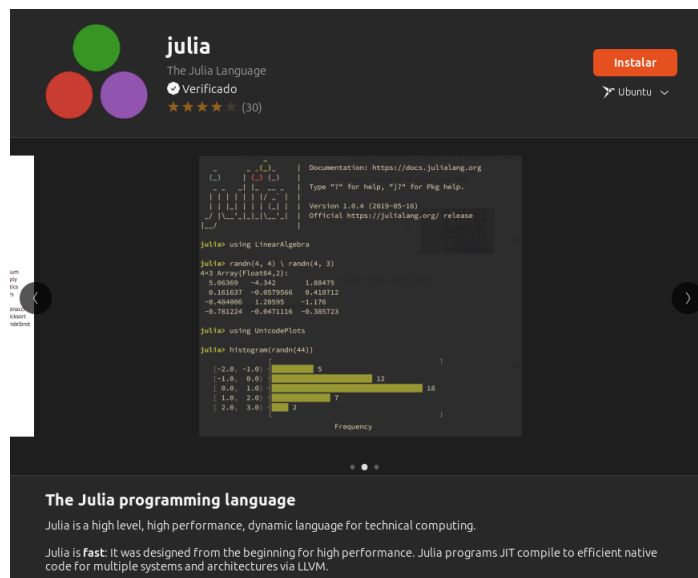 julia
The Julia Language
Verificado
(30)
Instalar
Ubuntu
Documentation: https://docs.julialang.org
Type "?" for help, "]?" for Pkg help.
Version 1.0.4 (2019-05-16)
Official https://julialang.org/ release
julia> using LinearAlgebra
julia> randn(4, 4) \ randn(4, 3)
4×3 Array{Float64,2}:
5.06369 -4.342 1.88475
0.161637 -0.0579566 0.418712
-0.484006 1.20595 -1.176
-0.781224 -0.0471116 -0.385723
julia> using UnicodePlots
julia> histogram(randn(44))
[-2.0, -1.0) 5
[-1.0, 0.0) 12
[ 0.0, 1.0) 18
[ 1.0, 2.0) 7
[ 2.0, 3.0) 2
Frequency
The Julia programming language
Julia is a high level, high performance, dynamic language for technical computing.
Julia is fast: It was designed from the beginning for high performance. Julia programs JIT compile to efficient native
code for multiple systems and architectures via LLVM.